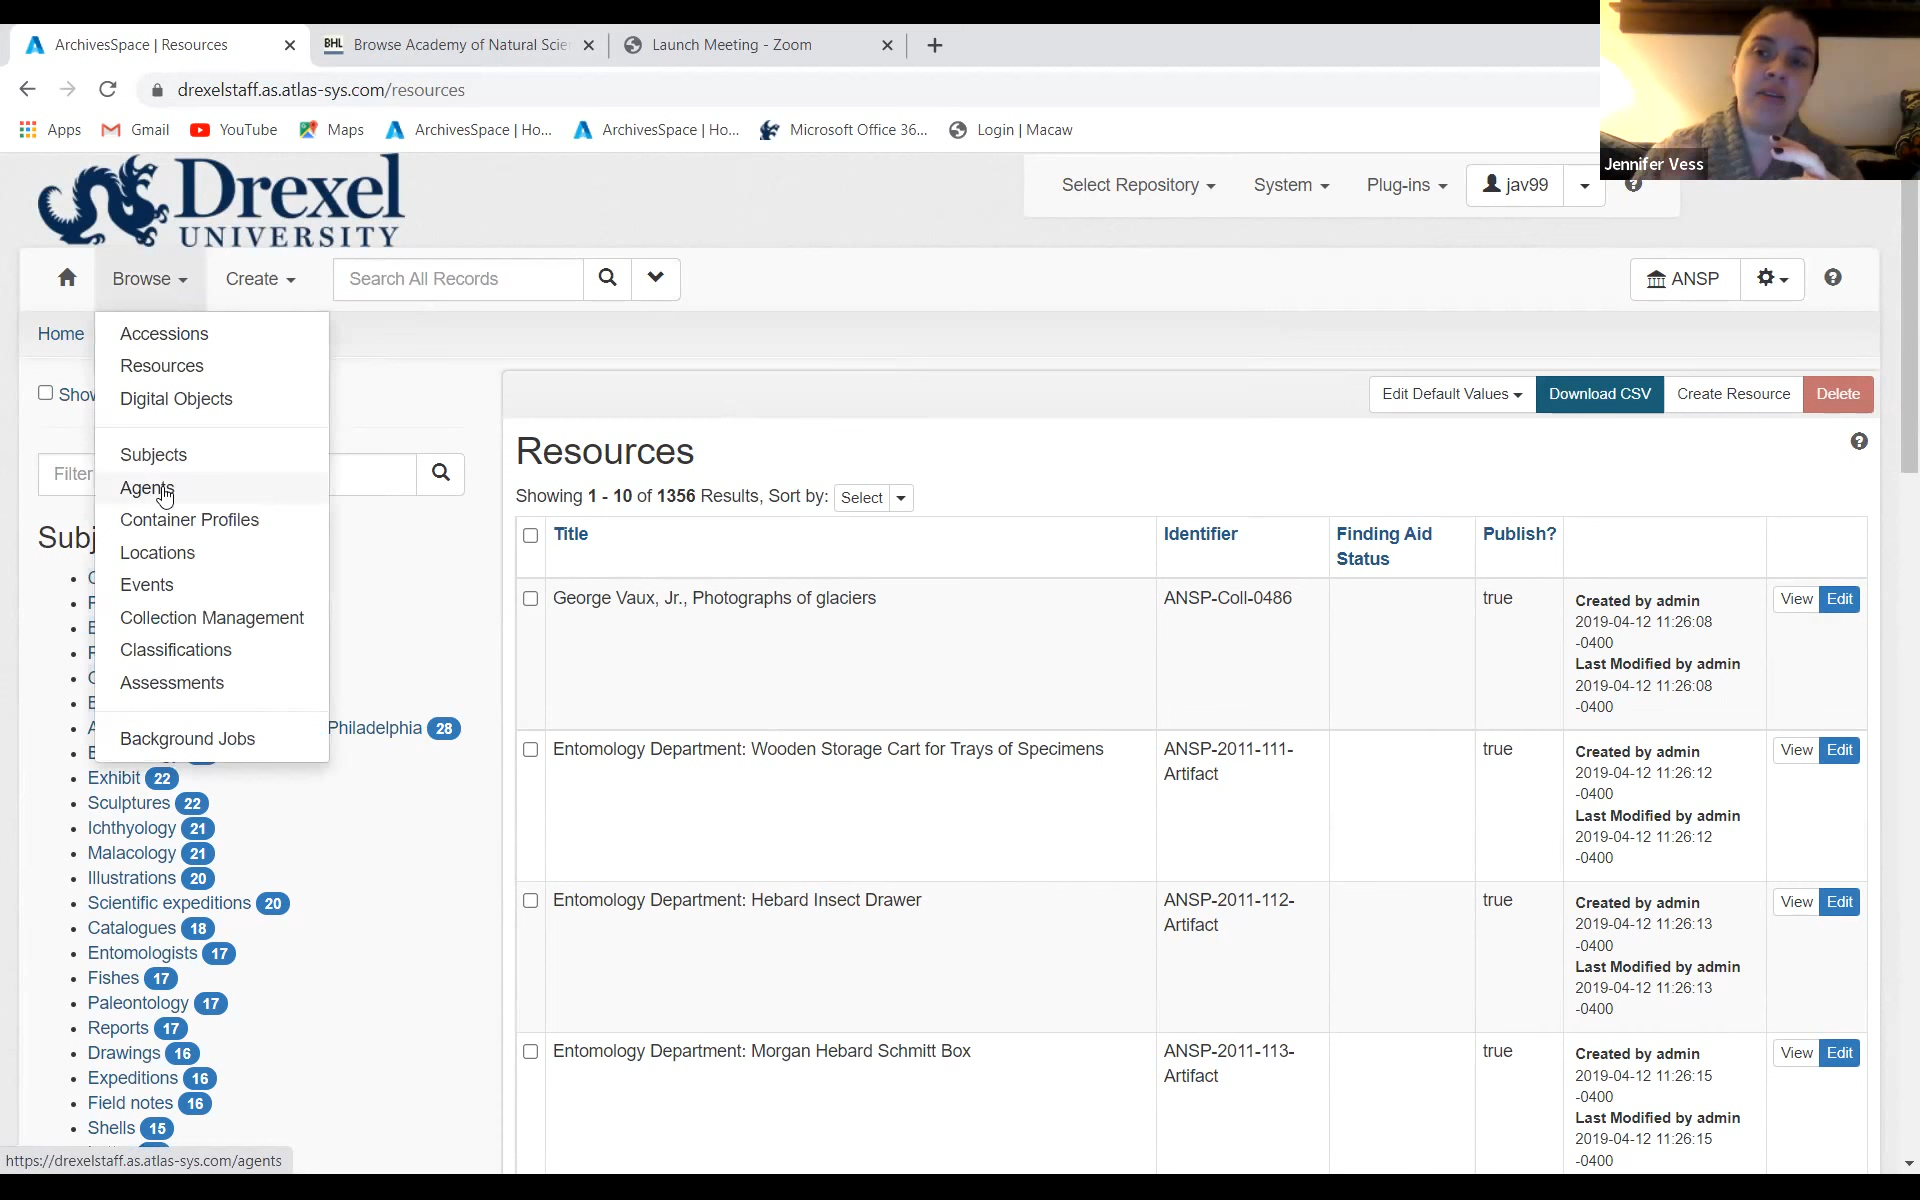 ArchivesSpace | Resources
BHL Browse Academy of Natural Scie
Launch Meeting - Zoom
drexelstaff.as.atlas-sys.com/resources
Apps
Gmail
YouTube
Maps
ArchivesSpace | Ho...
ArchivesSpace | Ho...
Microsoft Office 36...
Login | Macaw
Jennifer Vess
Drexel
UNIVERSITY
Select Repository
System
Plug-ins
jav99
Browse
Create
Search All Records
ANSP
Home
Accessions
Resources
Digital Objects
Subjects
Agents
Container Profiles
Locations
Events
Collection Management
Classifications
Assessments
Background Jobs
Show
Filter
Subj
Philadelphia 28
Exhibit 22
Sculptures 22
Ichthyology 21
Malacology 21
Illustrations 20
Scientific expeditions 20
Catalogues 18
Entomologists 17
Fishes 17
Paleontology 17
Reports 17
Drawings 16
Expeditions 16
Field notes 16
Shells 15
https://drexelstaff.as.atlas-sys.com/agents
Edit Default Values
Download CSV
Create Resource
Delete
Resources
Showing 1 - 10 of 1356 Results, Sort by: Select
Title
Identifier
Finding Aid
Status
Publish?
George Vaux, Jr., Photographs of glaciers
ANSP-Coll-0486
true
Created by admin
2019-04-12 11:26:08
-0400
Last Modified by admin
2019-04-12 11:26:08
-0400
View Edit
Entomology Department: Wooden Storage Cart for Trays of Specimens
ANSP-2011-111-
Artifact
true
Created by admin
2019-04-12 11:26:12
-0400
Last Modified by admin
2019-04-12 11:26:12
-0400
View Edit
Entomology Department: Hebard Insect Drawer
ANSP-2011-112-
Artifact
true
Created by admin
2019-04-12 11:26:13
-0400
Last Modified by admin
2019-04-12 11:26:13
-0400
View Edit
Entomology Department: Morgan Hebard Schmitt Box
ANSP-2011-113-
Artifact
true
Created by admin
2019-04-12 11:26:15
-0400
Last Modified by admin
2019-04-12 11:26:15
-0400
View Edit